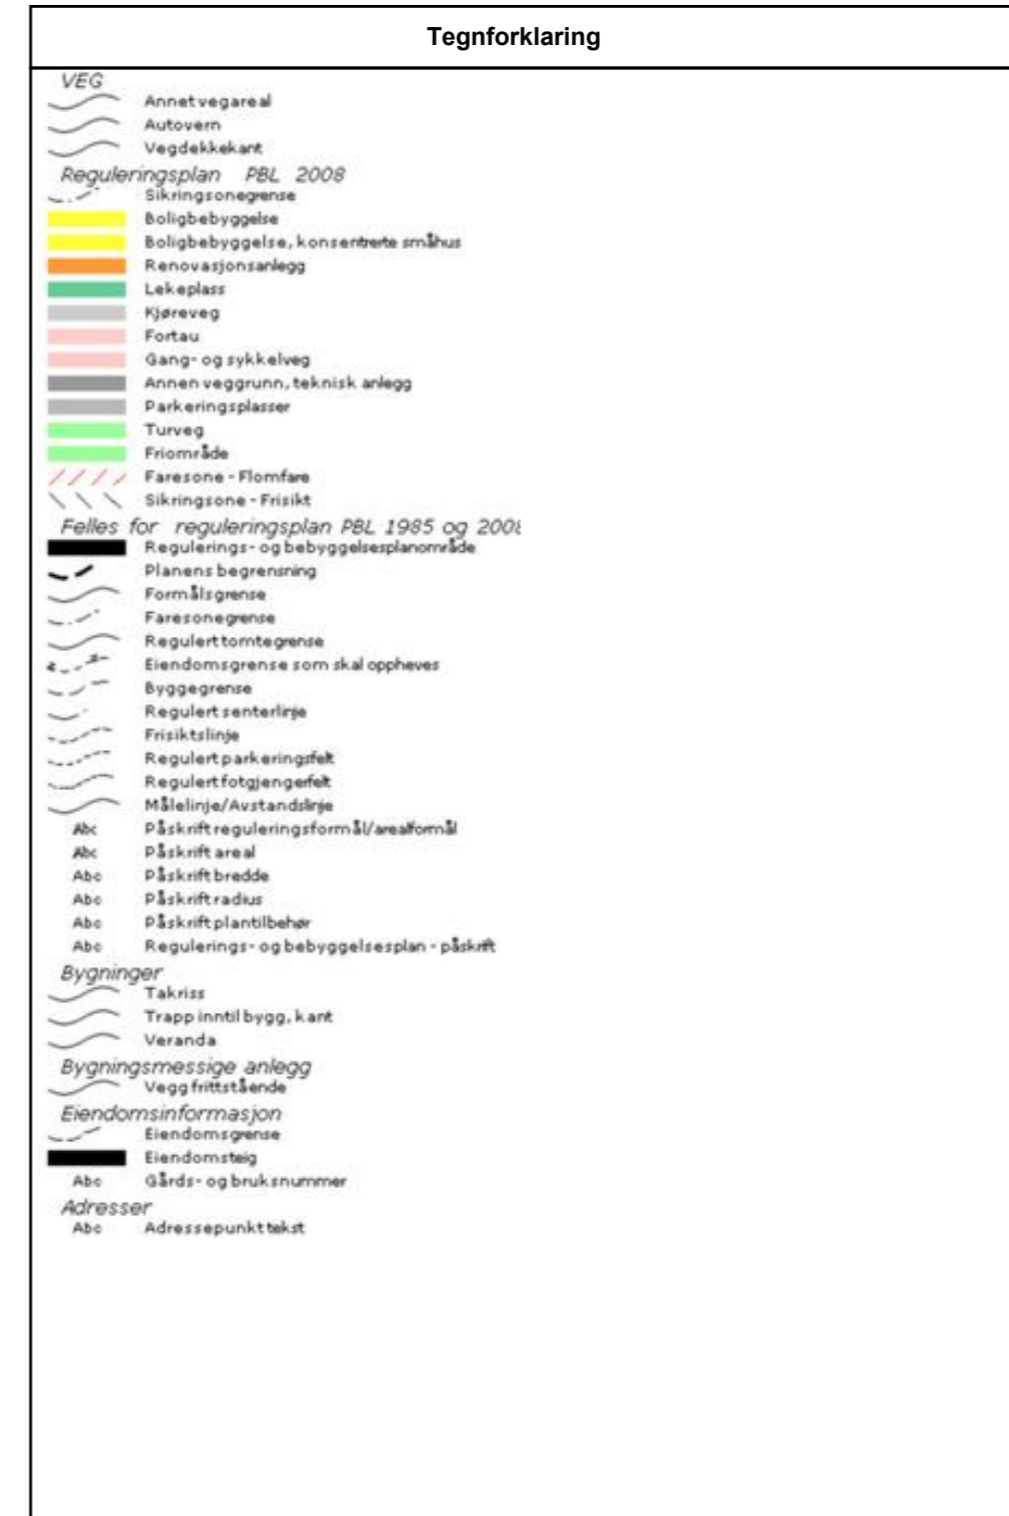 Tegnforklaring
VEG
Annet vegareal
Autovern
Vegdekkekant
Reguleringsplan PBL 2008
Sikringsonegrense
Boligbebyggelse
Boligbebyggelse, konsentrerte småhus
Renovasjonsanlegg
Lekeplass
Kjøreveg
Fortau
Gang- og sykkelveg
Annen veggrunn, teknisk anlegg
Parkeringsplasser
Turveg
Friområde
Faresone - Flomfare
Sikringsone - Frisikt
Felles for reguleringsplan PBL 1985 og 2008
Regulerings- og bebyggelsesplanområde
Planens begrensning
Formålsgrense
Faresonegrense
Regulert tomtegrense
Eiendomsgrense som skal oppheves
Byggegrense
Regulert senterlinje
Frisiktslinje
Regulert parkeringsfelt
Regulert fotgjengerfelt
Målelinje/Avstandslinje
Abc Påskrift reguleringsformål/arealformål
Abc Påskrift areal
Abc Påskrift bredde
Abc Påskrift radius
Abc Påskrift plantilbehør
Abc Regulerings- og bebyggelsesplan - påskrift
Bygninger
Takriss
Trapp inntil bygg, kant
Veranda
Bygningsmessige anlegg
Vegg frittstående
Eiendomsinformasjon
Eiendomsgrense
Eiendomsteig
Abc Gårds- og bruksnummer
Adresser
Abc Adressepunkt tekst